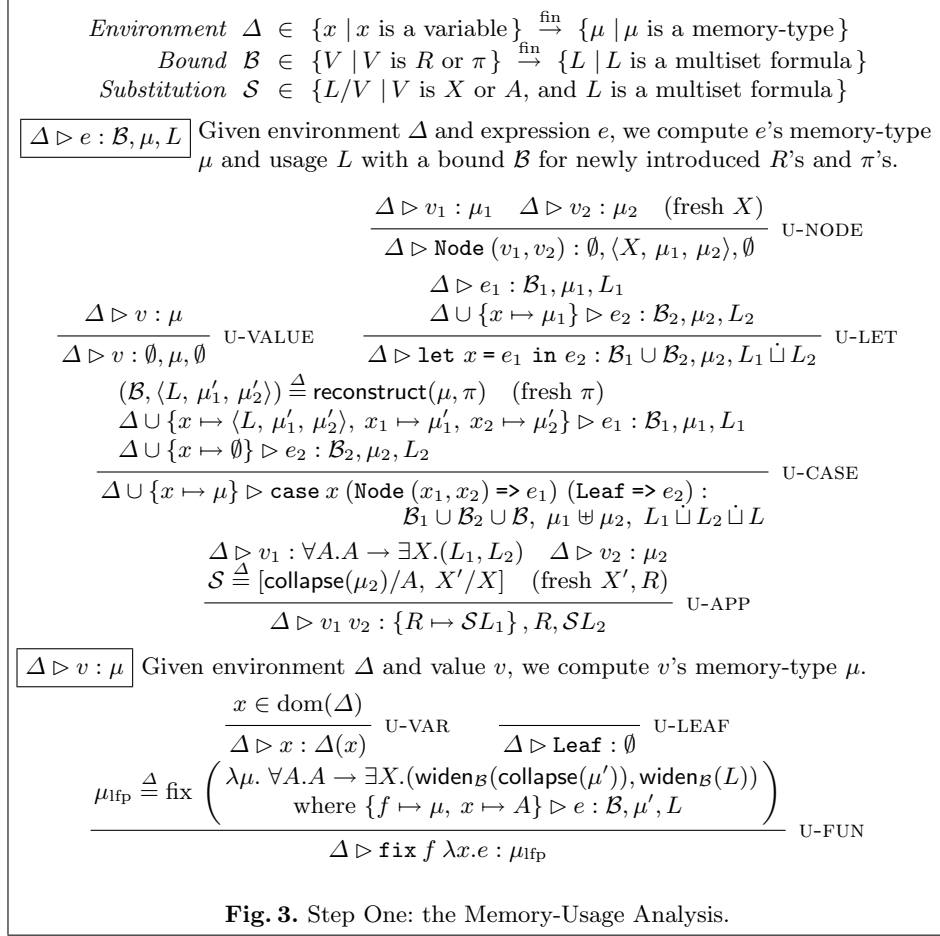 Environment Δ ∈ {x | x is a variable} →fin {μ | μ is a memory-type}
Bound ℬ ∈ {V | V is R or π} →fin {L | L is a multiset formula}
Substitution 𝒮 ∈ {L/V | V is X or A, and L is a multiset formula}
Δ ▷ e : ℬ, μ, L Given environment Δ and expression e, we compute e's memory-type
μ and usage L with a bound ℬ for newly introduced R's and π's.
Δ ▷ v₁ : μ₁ Δ ▷ v₂ : μ₂ (fresh X)
Δ ▷ Node (v₁, v₂) : ∅, ⟨X, μ₁, μ₂⟩, ∅ U-NODE
Δ ▷ e₁ : ℬ₁, μ₁, L₁
Δ ▷ v : μ
Δ ▷ v : ∅, μ, ∅ U-VALUE
Δ ∪ {x ↦ μ₁} ▷ e₂ : ℬ₂, μ₂, L₂
Δ ▷ let x = e₁ in e₂ : ℬ₁ ∪ ℬ₂, μ₂, L₁ ⊔̇ L₂ U-LET
(ℬ, ⟨L, μ′₁, μ′₂⟩) ≜ reconstruct(μ, π) (fresh π)
Δ ∪ {x ↦ ⟨L, μ′₁, μ′₂⟩, x₁ ↦ μ′₁, x₂ ↦ μ′₂} ▷ e₁ : ℬ₁, μ₁, L₁
Δ ∪ {x ↦ ∅} ▷ e₂ : ℬ₂, μ₂, L₂
Δ ∪ {x ↦ μ} ▷ case x (Node (x₁, x₂) => e₁) (Leaf => e₂) : U-CASE
ℬ₁ ∪ ℬ₂ ∪ ℬ, μ₁ ⊎ μ₂, L₁ ⊔̇ L₂ ⊔̇ L
Δ ▷ v₁ : ∀A.A → ∃X.(L₁, L₂) Δ ▷ v₂ : μ₂
𝒮 ≜ [collapse(μ₂)/A, X′/X] (fresh X′, R)
Δ ▷ v₁ v₂ : {R ↦ 𝒮L₁}, R, 𝒮L₂ U-APP
Δ ▷ v : μ Given environment Δ and value v, we compute v's memory-type μ.
x ∈ dom(Δ)
Δ ▷ x : Δ(x) U-VAR
Δ ▷ Leaf : ∅ U-LEAF
μlfp ≜ fix ( λμ. ∀A.A → ∃X.(widenℬ(collapse(μ′)), widenℬ(L))
where {f ↦ μ, x ↦ A} ▷ e : ℬ, μ′, L )
Δ ▷ fix f λx.e : μlfp U-FUN
Fig. 3. Step One: the Memory-Usage Analysis.